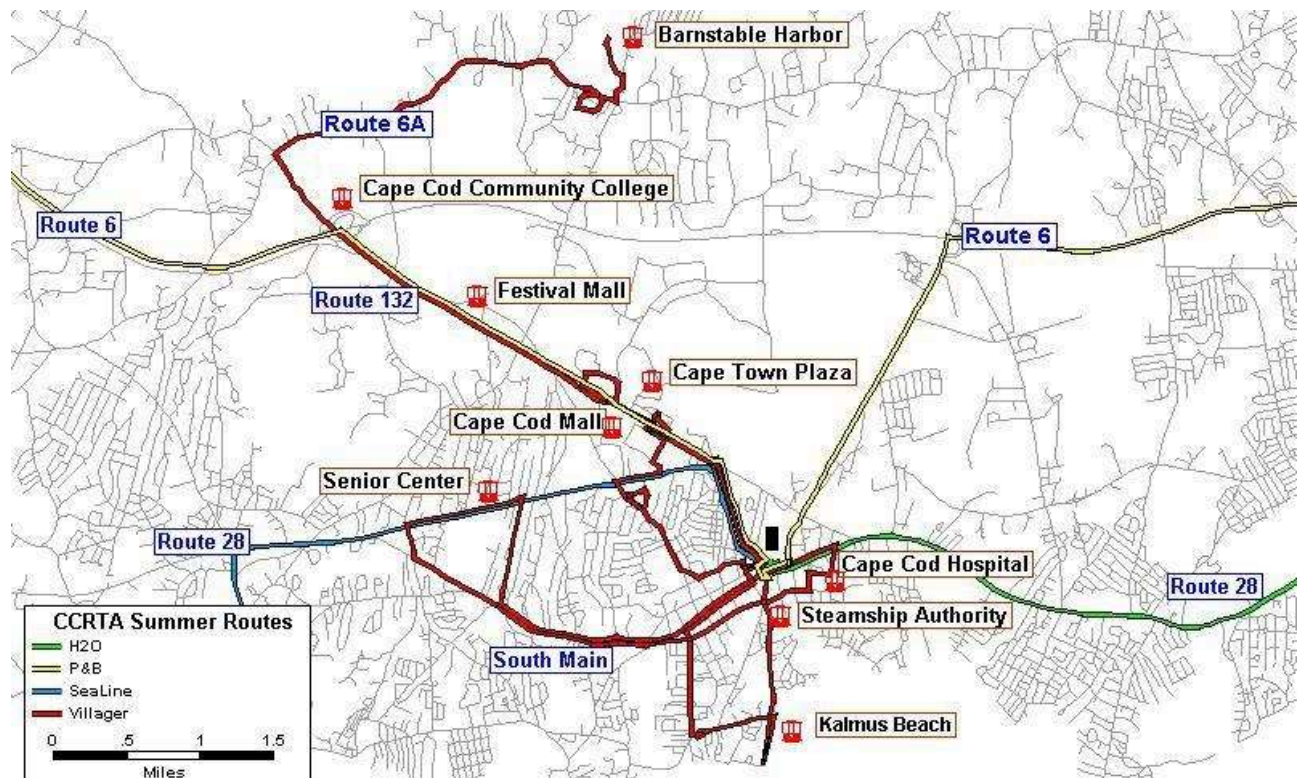 Barnstable Harbor
Route 6A
Cape Cod Community College
Route 6
Route 6
Route 132
Festival Mall
Cape Town Plaza
Cape Cod Mall
Senior Center
Route 28
Cape Cod Hospital
Route 28
Steamship Authority
South Main
Kalmus Beach
CCRTA Summer Routes
H2O
P&B
SeaLine
Villager
0 .5 1 1.5
Miles